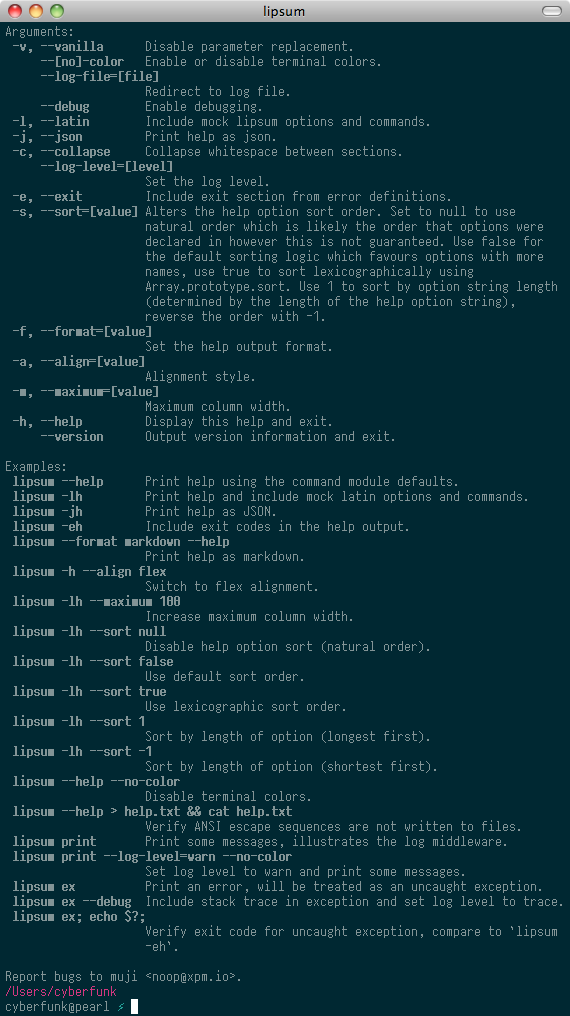 lipsum
Arguments:
-v, --vanilla Disable parameter replacement.
--[no]-color Enable or disable terminal colors.
--log-file=[file]
Redirect to log file.
--debug Enable debugging.
-l, --latin Include mock lipsum options and commands.
-j, --json Print help as json.
-c, --collapse Collapse whitespace between sections.
--log-level=[level]
Set the log level.
-e, --exit Include exit section from error definitions.
-s, --sort=[value] Alters the help option sort order. Set to null to use
natural order which is likely the order that options were
declared in however this is not guaranteed. Use false for
the default sorting logic which favours options with more
names, use true to sort lexicographically using
Array.prototype.sort. Use 1 to sort by option string length
(determined by the length of the help option string),
reverse the order with -1.
-f, --format=[value]
Set the help output format.
-a, --align=[value]
Alignment style.
-m, --maximum=[value]
Maximum column width.
-h, --help Display this help and exit.
--version Output version information and exit.
Examples:
lipsum --help Print help using the command module defaults.
lipsum -lh Print help and include mock latin options and commands.
lipsum -jh Print help as JSON.
lipsum -eh Include exit codes in the help output.
lipsum --format markdown --help
Print help as markdown.
lipsum -h --align flex
Switch to flex alignment.
lipsum -lh --maximum 100
Increase maximum column width.
lipsum -lh --sort null
Disable help option sort (natural order).
lipsum -lh --sort false
Use default sort order.
lipsum -lh --sort true
Use lexicographic sort order.
lipsum -lh --sort 1
Sort by length of option (longest first).
lipsum -lh --sort -1
Sort by length of option (shortest first).
lipsum --help --no-color
Disable terminal colors.
lipsum --help > help.txt && cat help.txt
Verify ANSI escape sequences are not written to files.
lipsum print Print some messages, illustrates the log middleware.
lipsum print --log-level=warn --no-color
Set log level to warn and print some messages.
lipsum ex Print an error, will be treated as an uncaught exception.
lipsum ex --debug Include stack trace in exception and set log level to trace.
lipsum ex; echo $?;
Verify exit code for uncaught exception, compare to `lipsum
-eh`.
Report bugs to muji <noop@xpm.io>.
/Users/cyberfunk
cyberfunk@pearl ⚡